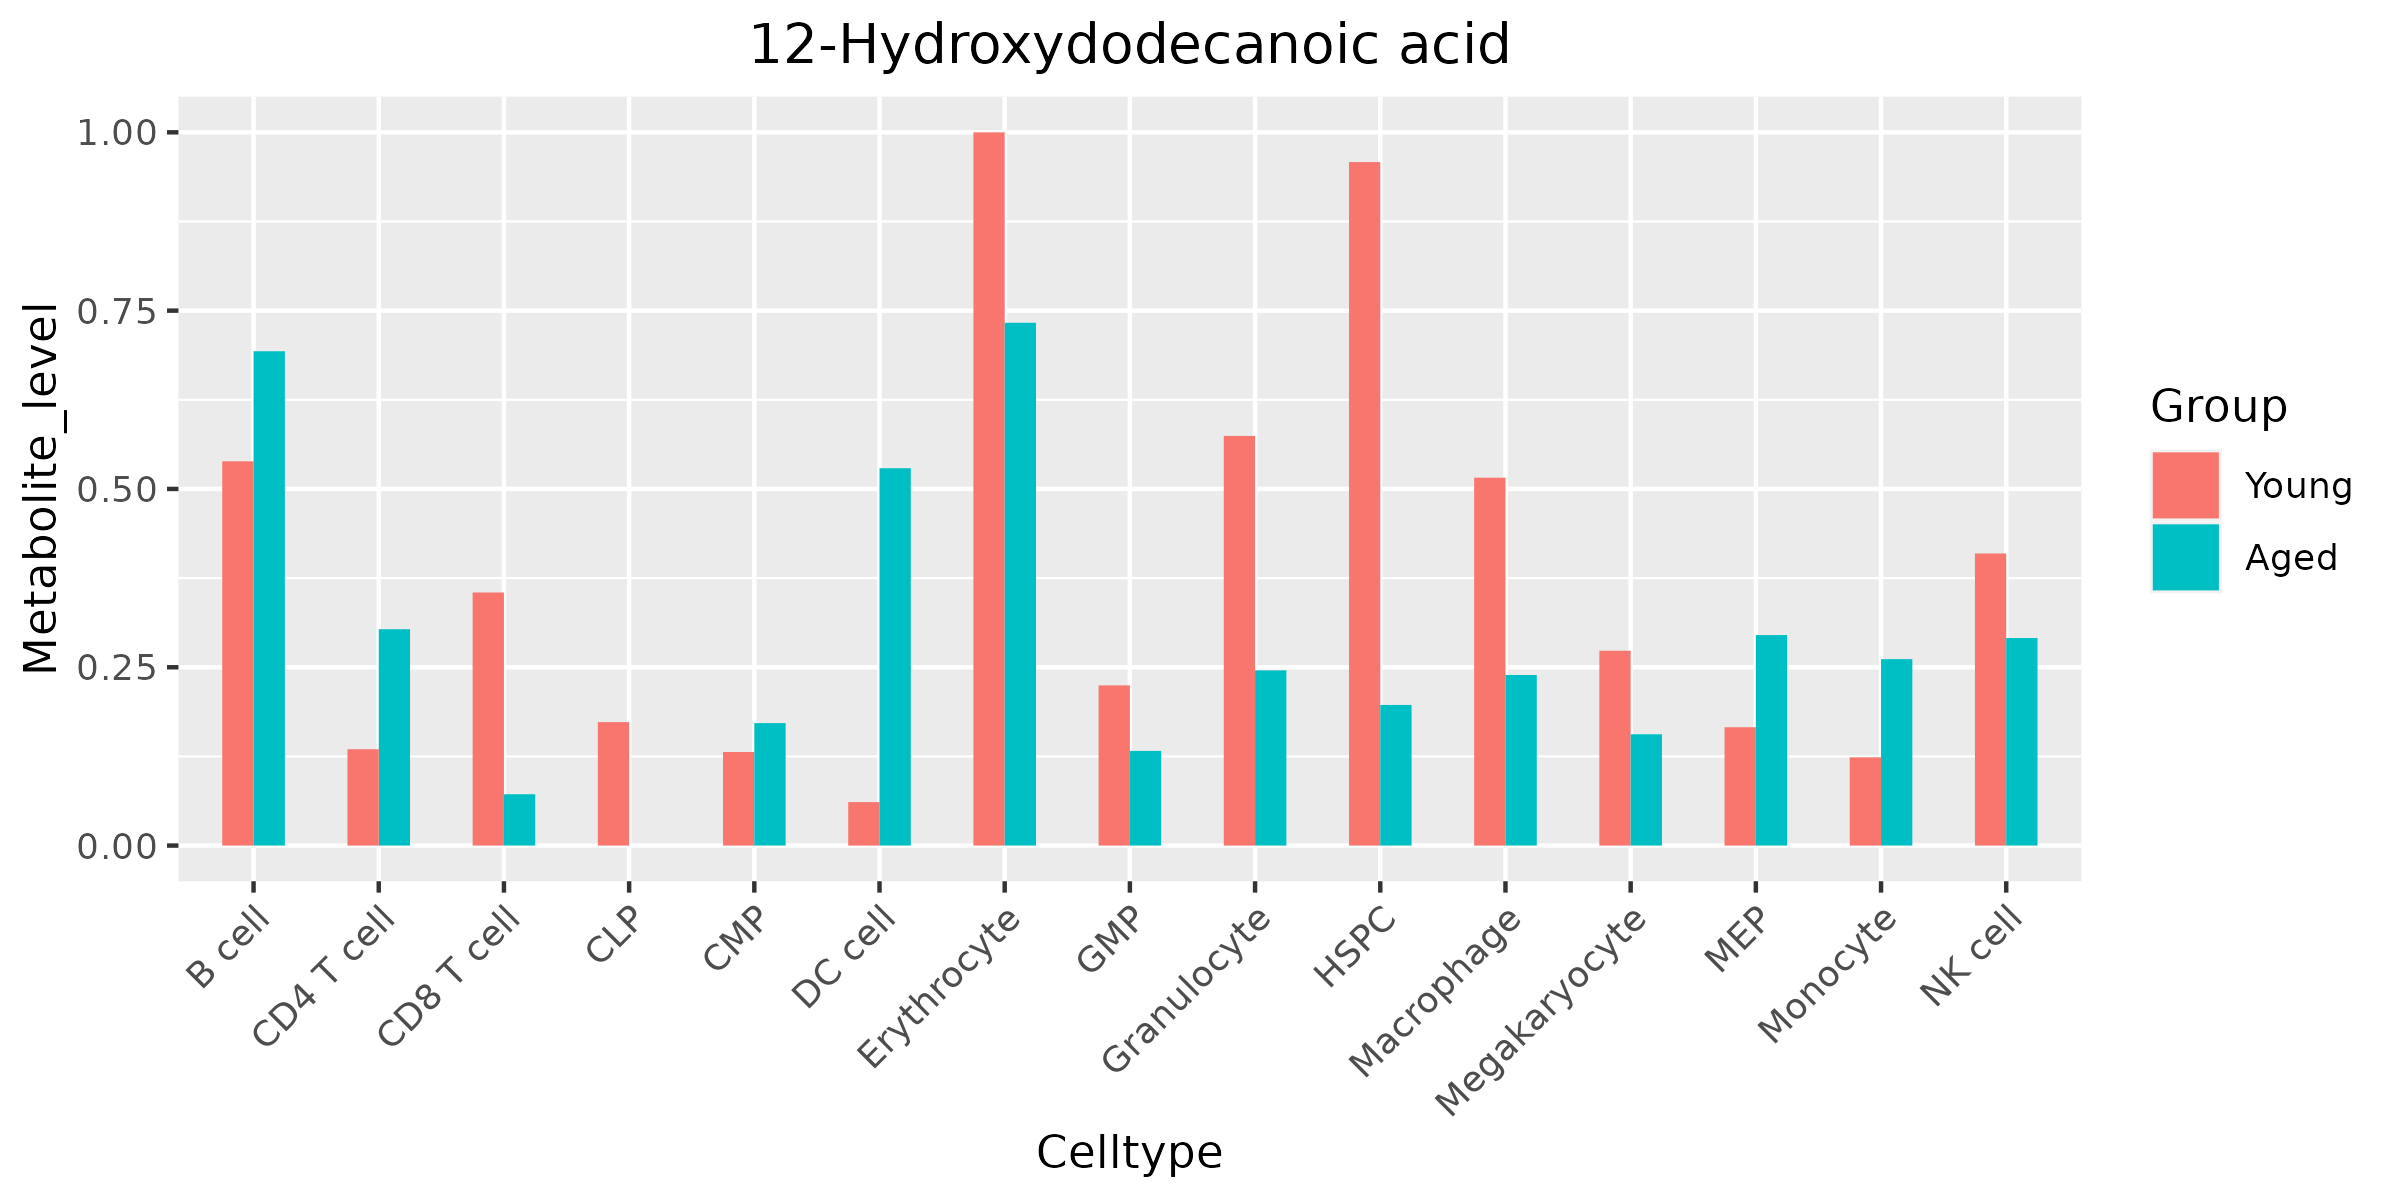 12-Hydroxydodecanoic acid
Metabolite_level
1.00
0.75
0.50
0.25
0.00
B cell
CD4 T cell
CD8 T cell
CLP
CMP
DC cell
Erythrocyte
GMP
Granulocyte
HSPC
Macrophage
Megakaryocyte
MEP
Monocyte
NK cell
Celltype
Group
Young
Aged